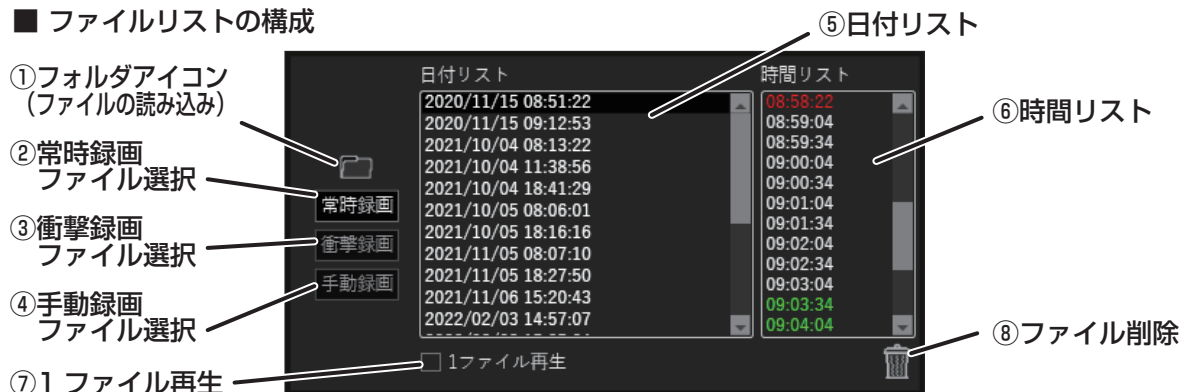 ■ ファイルリストの構成
①フォルダアイコン
(ファイルの読み込み)
②常時録画
ファイル選択
③衝撃録画
ファイル選択
④手動録画
ファイル選択
⑦1 ファイル再生
常時録画
衝撃録画
手動録画
日付リスト
2020/11/15 08:51:22
2020/11/15 09:12:53
2021/10/04 08:13:22
2021/10/04 11:38:56
2021/10/04 18:41:29
2021/10/05 08:06:01
2021/10/05 18:16:16
2021/11/05 08:07:10
2021/11/05 18:27:50
2021/11/06 15:20:43
2022/02/03 14:57:07
□ 1ファイル再生
時間リスト
08:58:22
08:59:04
08:59:34
09:00:04
09:00:34
09:01:04
09:01:34
09:02:04
09:02:34
09:03:04
09:03:34
09:04:04
⑤日付リスト
⑥時間リスト
⑧ファイル削除